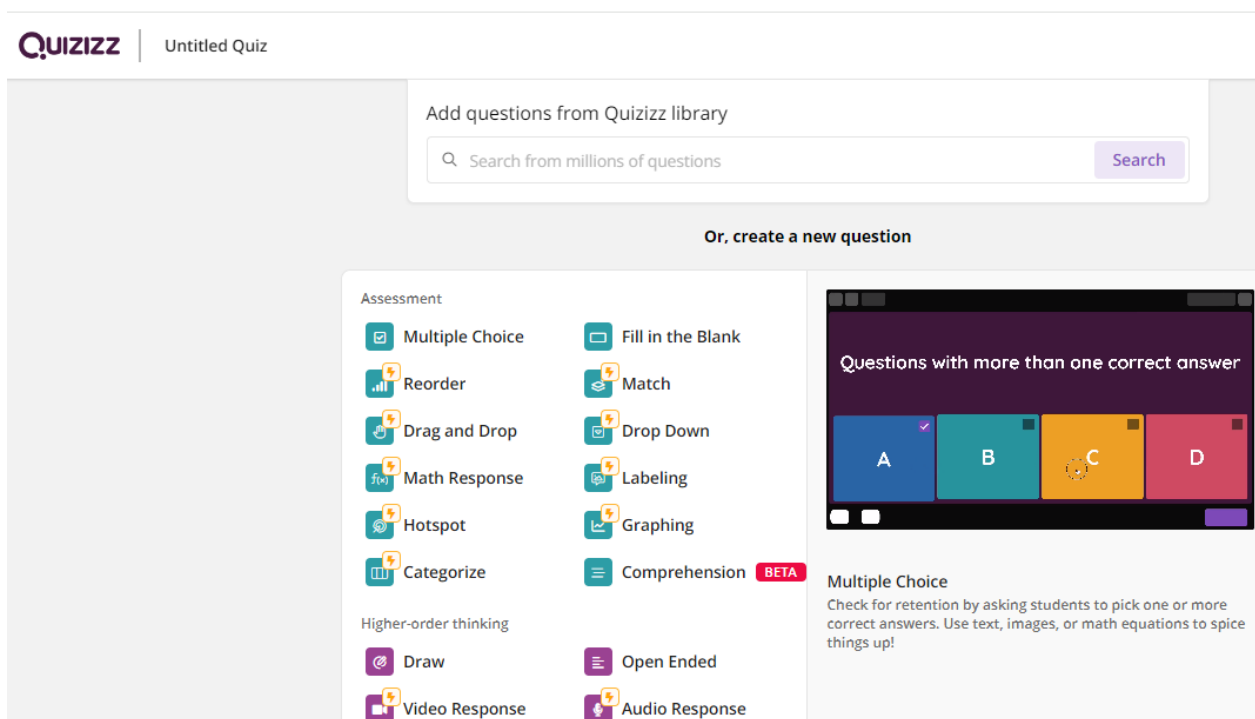 QUIZIZZ
Untitled Quiz
Add questions from Quizizz library
Search from millions of questions
Search
Or, create a new question
Assessment
Multiple Choice
Fill in the Blank
Reorder
Match
Drag and Drop
Drop Down
f(x)
Math Response
Labeling
Hotspot
Graphing
Categorize
Comprehension
BETA
Higher-order thinking
Draw
Open Ended
Video Response
Audio Response
Questions with more than one correct answer
A
B
C
D
Multiple Choice
Check for retention by asking students to pick one or more
correct answers. Use text, images, or math equations to spice
things up!